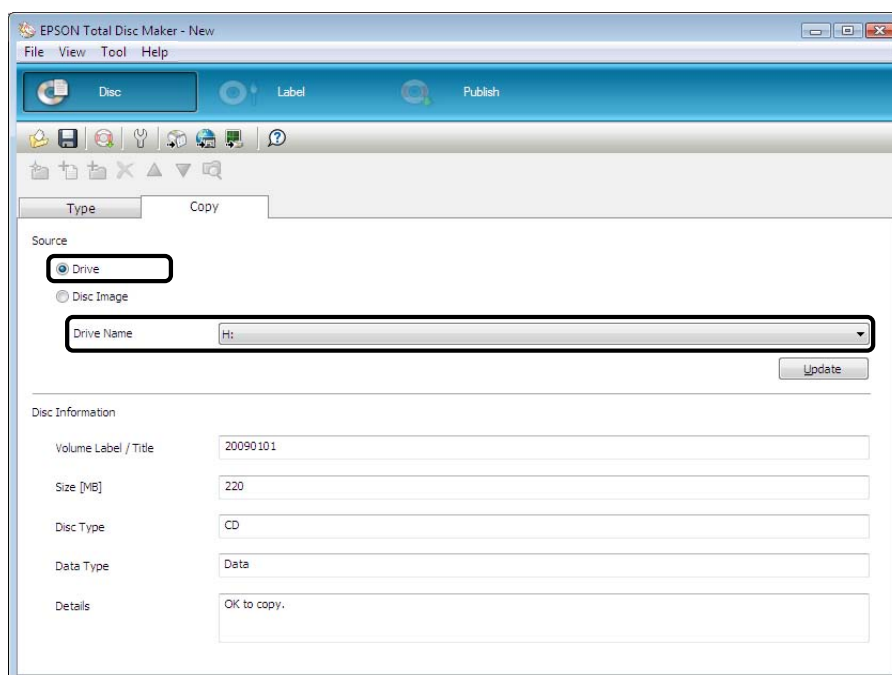 EPSON Total Disc Maker - New
File View Tool Help
Disc Label Publish
Type Copy
Source
Drive
Disc Image
Drive Name H:
Update
Disc Information
Volume Label / Title 20090101
Size [MB] 220
Disc Type CD
Data Type Data
Details OK to copy.